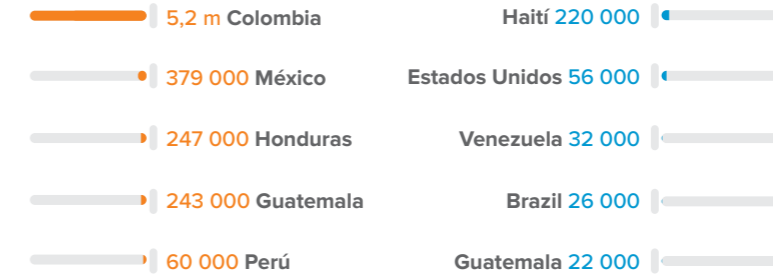 5,2 m Colombia
379 000 México
247 000 Honduras
243 000 Guatemala
60 000 Perú
Haití 220 000
Estados Unidos 56 000
Venezuela 32 000
Brazil 26 000
Guatemala 22 000